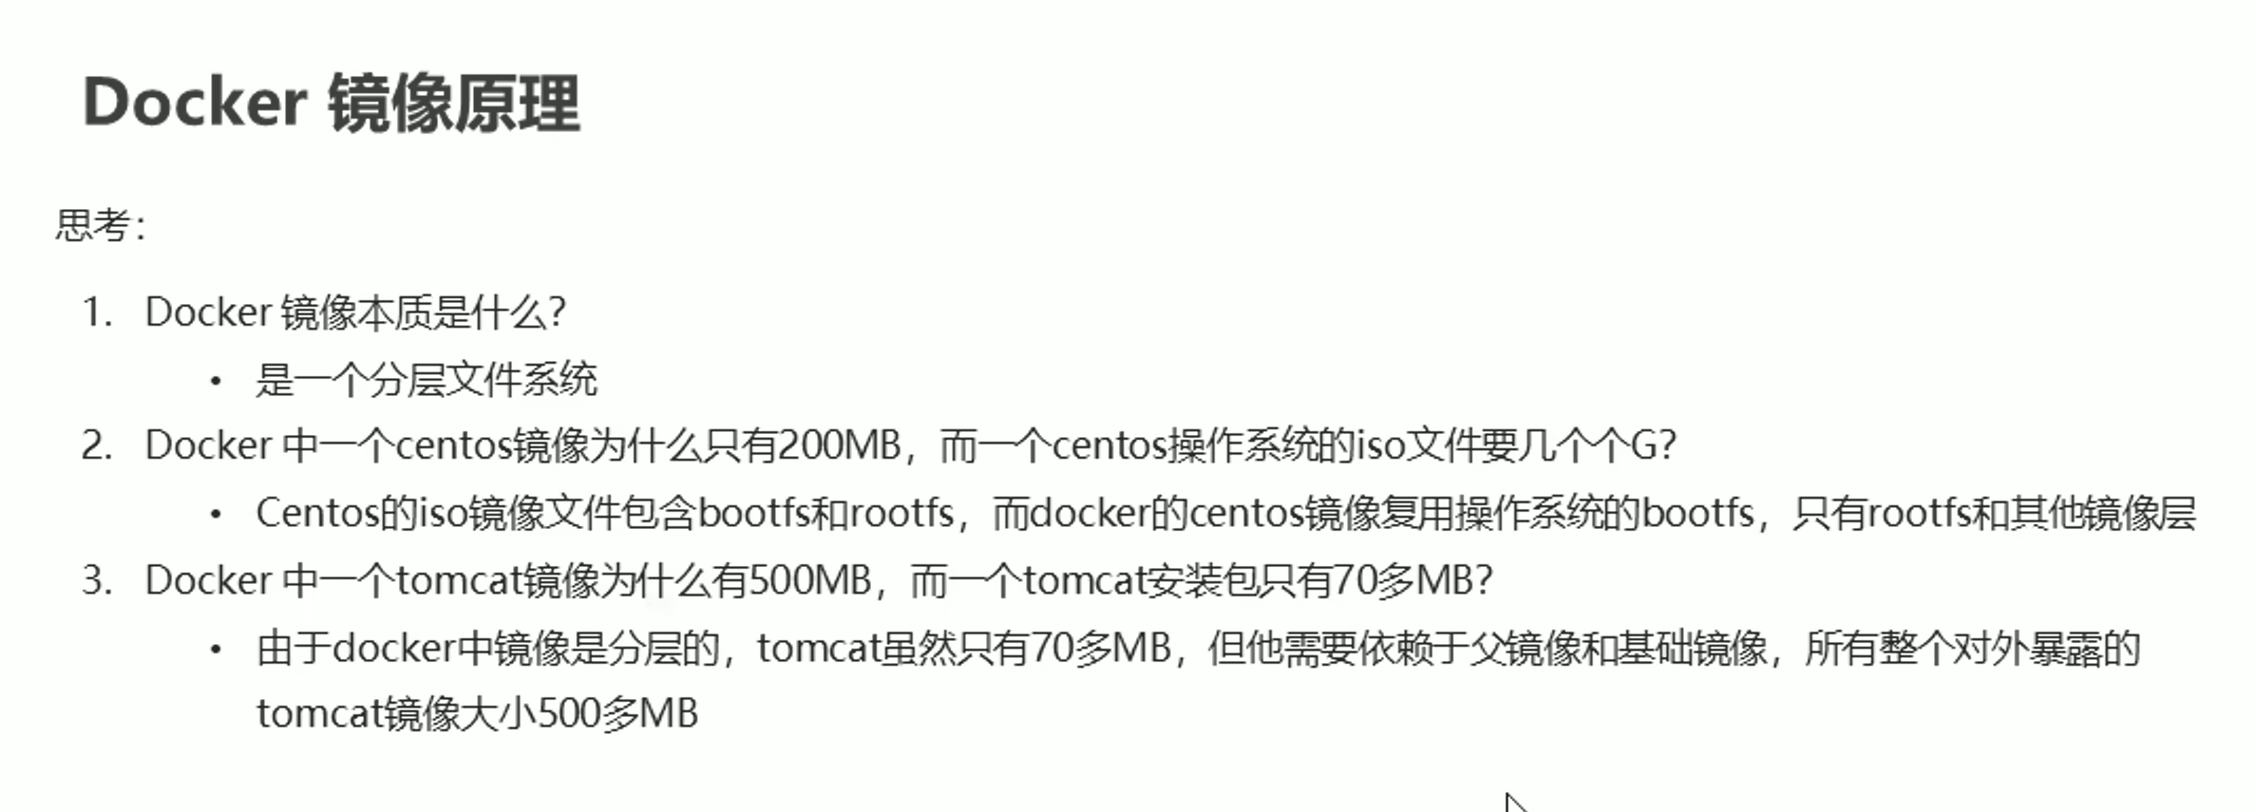 Docker 镜像原理
思考：
1. Docker 镜像本质是什么？
• 是一个分层文件系统
2. Docker 中一个centos镜像为什么只有200MB，而一个centos操作系统的iso文件要几个个G？
• Centos的iso镜像文件包含bootfs和rootfs，而docker的centos镜像复用操作系统的bootfs，只有rootfs和其他镜像层
3. Docker 中一个tomcat镜像为什么有500MB，而一个tomcat安装包只有70多MB？
• 由于docker中镜像是分层的，tomcat虽然只有70多MB，但他需要依赖于父镜像和基础镜像，所有整个对外暴露的
tomcat镜像大小500多MB